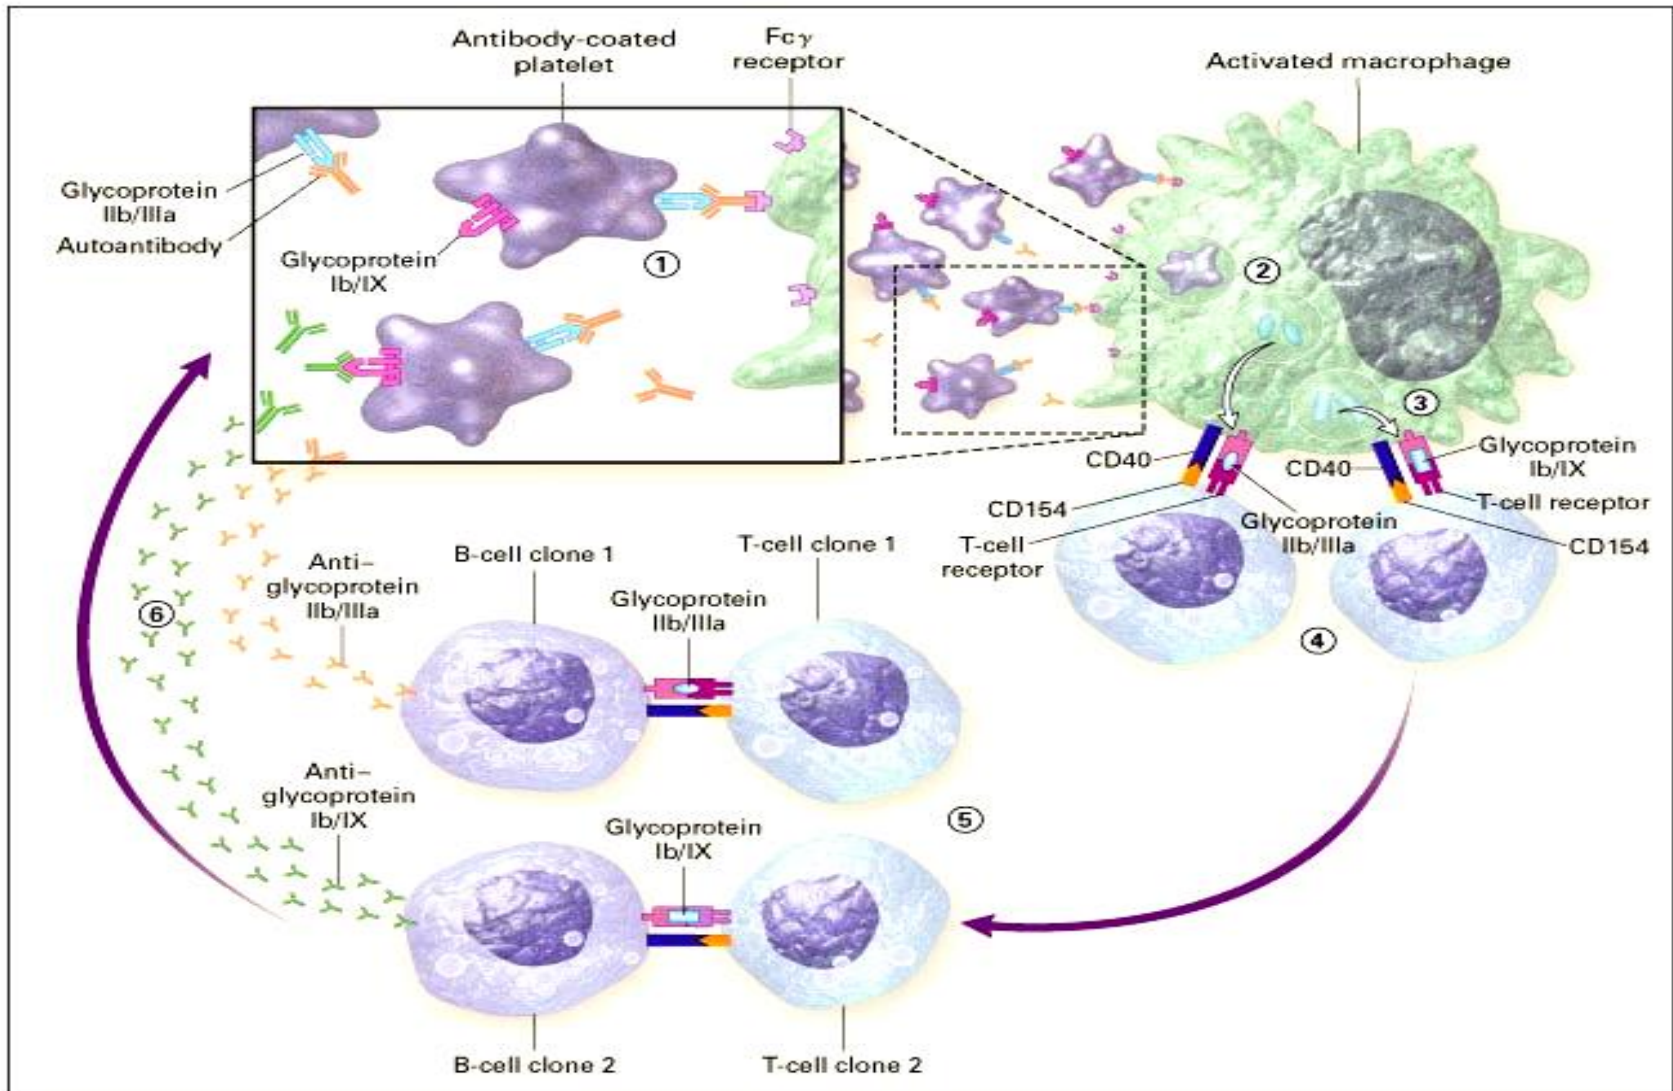 Antibody-coated
platelet
Fcγ
receptor
Activated macrophage
Glycoprotein
IIb/IIIa
Autoantibody
Glycoprotein
Ib/IX
①
②
③
CD40
CD40
Glycoprotein
Ib/IX
T-cell receptor
CD154
CD154
Glycoprotein
IIb/IIIa
T-cell
receptor
④
Anti–
glycoprotein
IIb/IIIa
B-cell clone 1
T-cell clone 1
Glycoprotein
IIb/IIIa
⑥
Anti–
glycoprotein
Ib/IX
Glycoprotein
Ib/IX
⑤
B-cell clone 2
T-cell clone 2